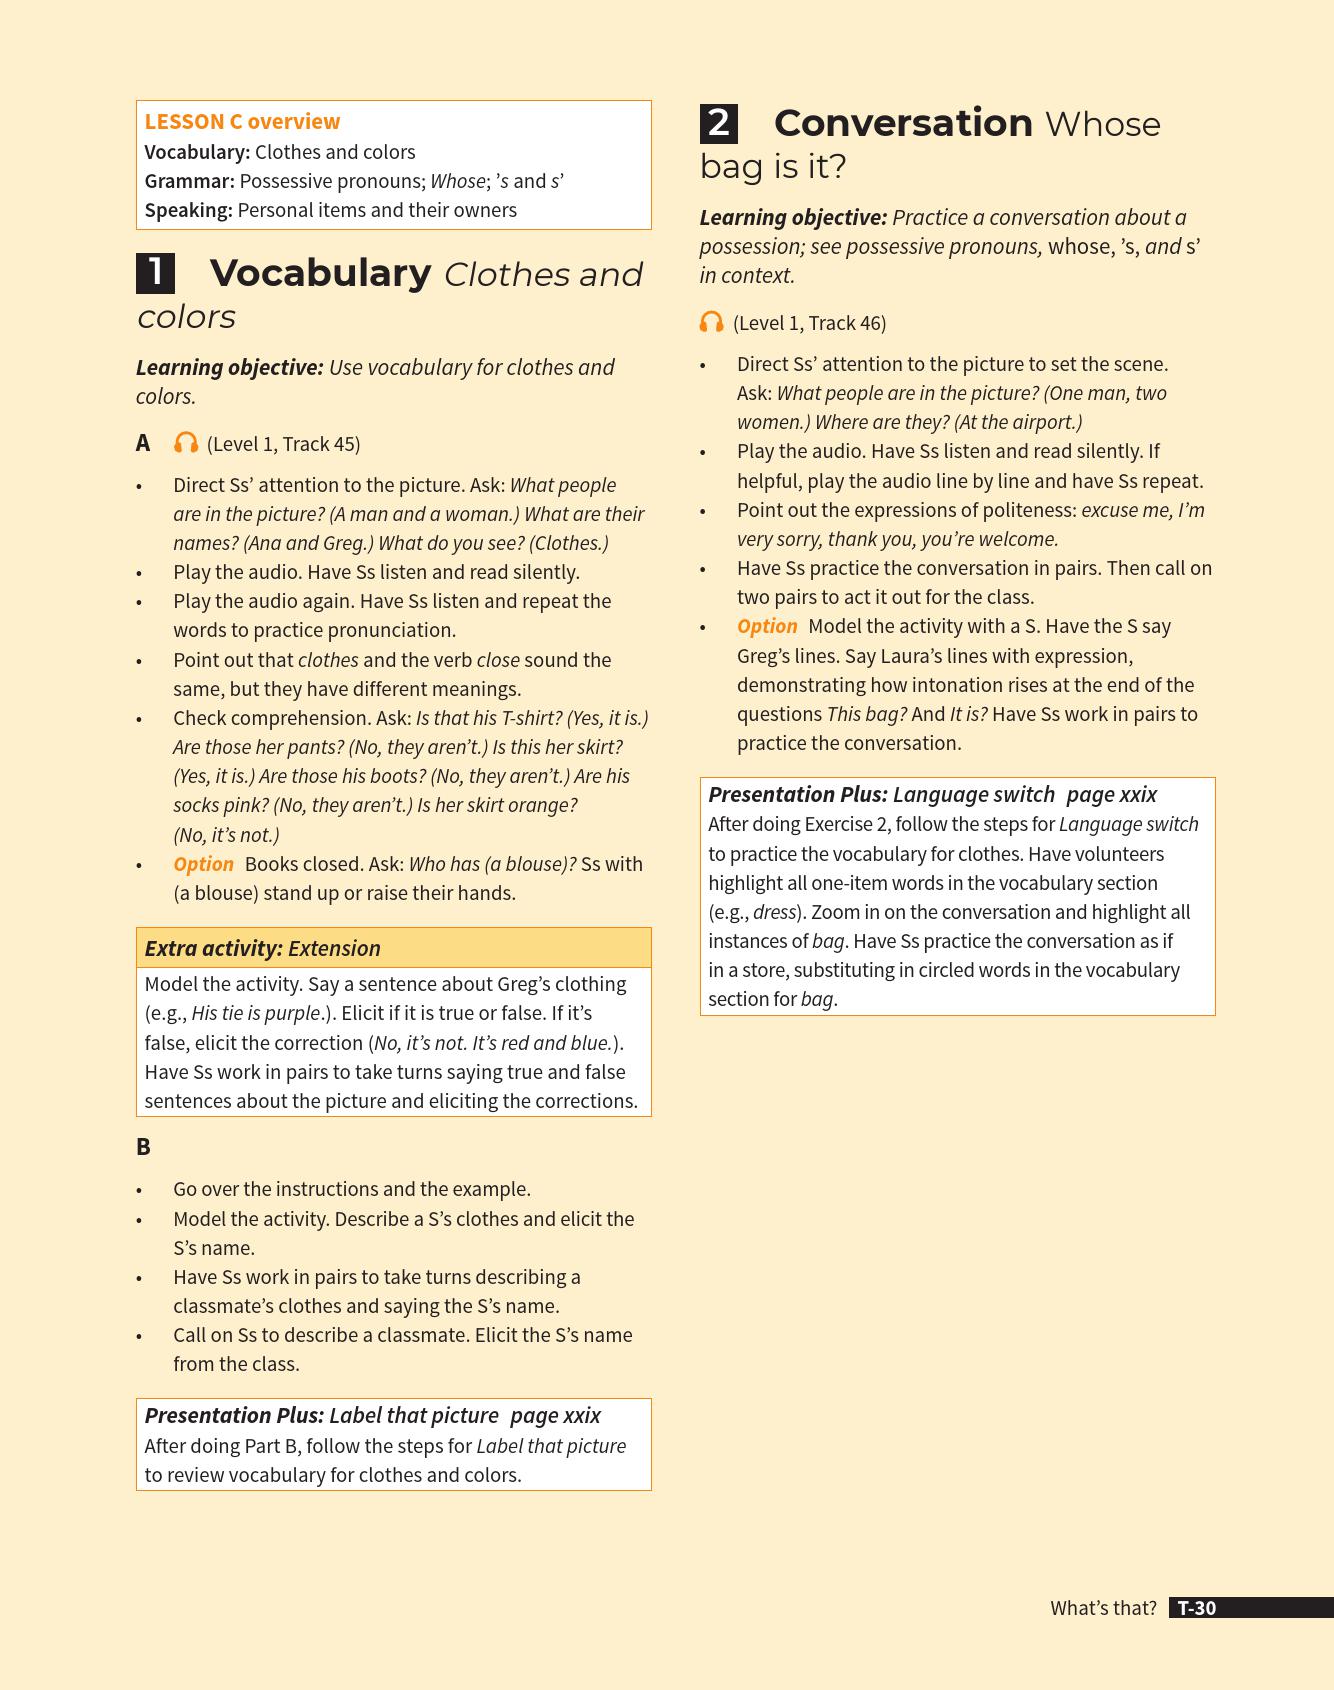 LESSON C overview
Vocabulary: Clothes and colors
Grammar: Possessive pronouns; Whose; ’s and s’
Speaking: Personal items and their owners
1 Vocabulary Clothes and
colors
Learning objective: Use vocabulary for clothes and
colors.
A (Level 1, Track 45)
• Direct Ss’ attention to the picture. Ask: What people
are in the picture? (A man and a woman.) What are their
names? (Ana and Greg.) What do you see? (Clothes.)
• Play the audio. Have Ss listen and read silently.
• Play the audio again. Have Ss listen and repeat the
words to practice pronunciation.
• Point out that clothes and the verb close sound the
same, but they have different meanings.
• Check comprehension. Ask: Is that his T-shirt? (Yes, it is.)
Are those her pants? (No, they aren’t.) Is this her skirt?
(Yes, it is.) Are those his boots? (No, they aren’t.) Are his
socks pink? (No, they aren’t.) Is her skirt orange?
(No, it’s not.)
• Option Books closed. Ask: Who has (a blouse)? Ss with
(a blouse) stand up or raise their hands.
Extra activity: Extension
Model the activity. Say a sentence about Greg’s clothing
(e.g., His tie is purple.). Elicit if it is true or false. If it’s
false, elicit the correction (No, it’s not. It’s red and blue.).
Have Ss work in pairs to take turns saying true and false
sentences about the picture and eliciting the corrections.
B
• Go over the instructions and the example.
• Model the activity. Describe a S’s clothes and elicit the
S’s name.
• Have Ss work in pairs to take turns describing a
classmate’s clothes and saying the S’s name.
• Call on Ss to describe a classmate. Elicit the S’s name
from the class.
Presentation Plus: Label that picture page xxix
After doing Part B, follow the steps for Label that picture
to review vocabulary for clothes and colors.
2 Conversation Whose
bag is it?
Learning objective: Practice a conversation about a
possession; see possessive pronouns, whose, ’s, and s’
in context.
(Level 1, Track 46)
• Direct Ss’ attention to the picture to set the scene.
Ask: What people are in the picture? (One man, two
women.) Where are they? (At the airport.)
• Play the audio. Have Ss listen and read silently. If
helpful, play the audio line by line and have Ss repeat.
• Point out the expressions of politeness: excuse me, I’m
very sorry, thank you, you’re welcome.
• Have Ss practice the conversation in pairs. Then call on
two pairs to act it out for the class.
• Option Model the activity with a S. Have the S say
Greg’s lines. Say Laura’s lines with expression,
demonstrating how intonation rises at the end of the
questions This bag? And It is? Have Ss work in pairs to
practice the conversation.
Presentation Plus: Language switch page xxix
After doing Exercise 2, follow the steps for Language switch
to practice the vocabulary for clothes. Have volunteers
highlight all one-item words in the vocabulary section
(e.g., dress). Zoom in on the conversation and highlight all
instances of bag. Have Ss practice the conversation as if
in a store, substituting in circled words in the vocabulary
section for bag.
What’s that? T-30